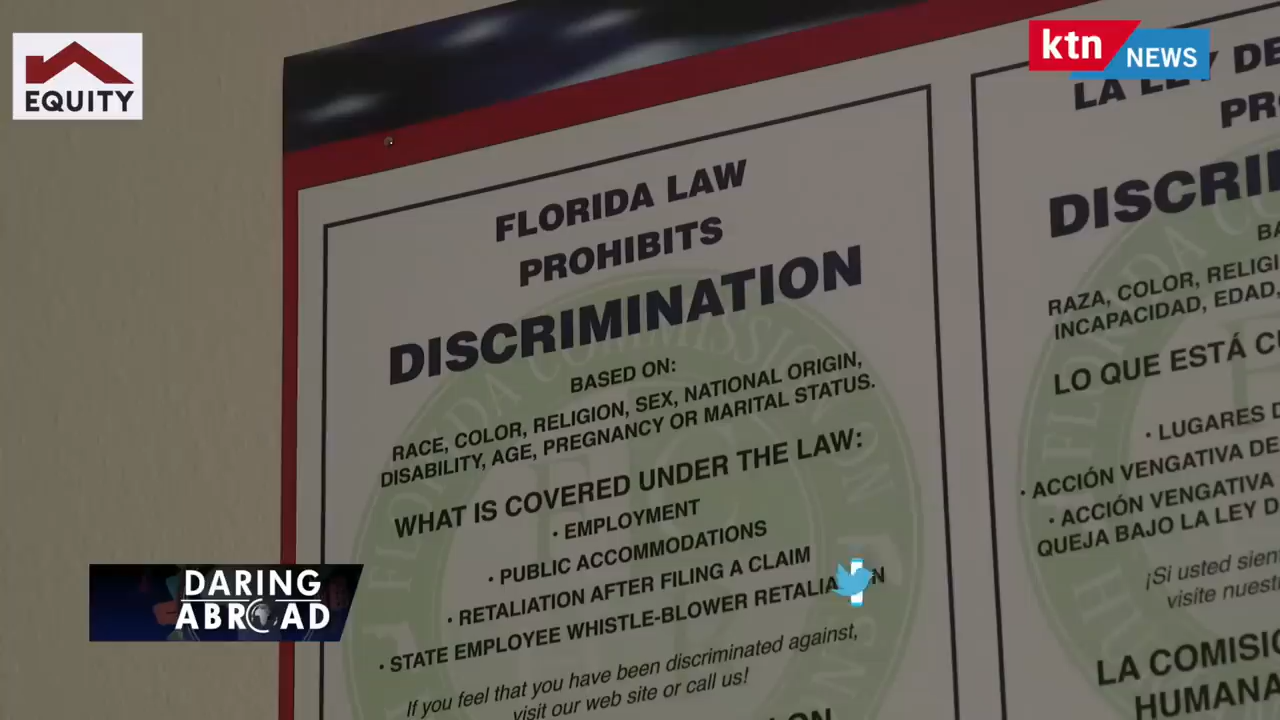 EQUITY
ktn NEWS
FLORIDA LAW
PROHIBITS
DISCRIMINATION
BASED ON:
RACE, COLOR, RELIGION, SEX, NATIONAL ORIGIN,
DISABILITY, AGE, PREGNANCY OR MARITAL STATUS.
WHAT IS COVERED UNDER THE LAW:
• EMPLOYMENT
• PUBLIC ACCOMMODATIONS
• RETALIATION AFTER FILING A CLAIM
• STATE EMPLOYEE WHISTLE-BLOWER
If you feel that you have been discriminated against,
visit our web site or call us!
LA LEY DE
DISCRI
RAZA, COLOR, RELIGI
INCAPACIDAD, EDAD,
LO QUE ESTÁ C
• LUGARES D
• ACCIÓN VENGATIVA DE
• ACCIÓN VENGATIVA
QUEJA BAJO LA LEY D
¡Si usted sien
visite nuest
LA COMISI
HUMANA
DARING
ABROAD